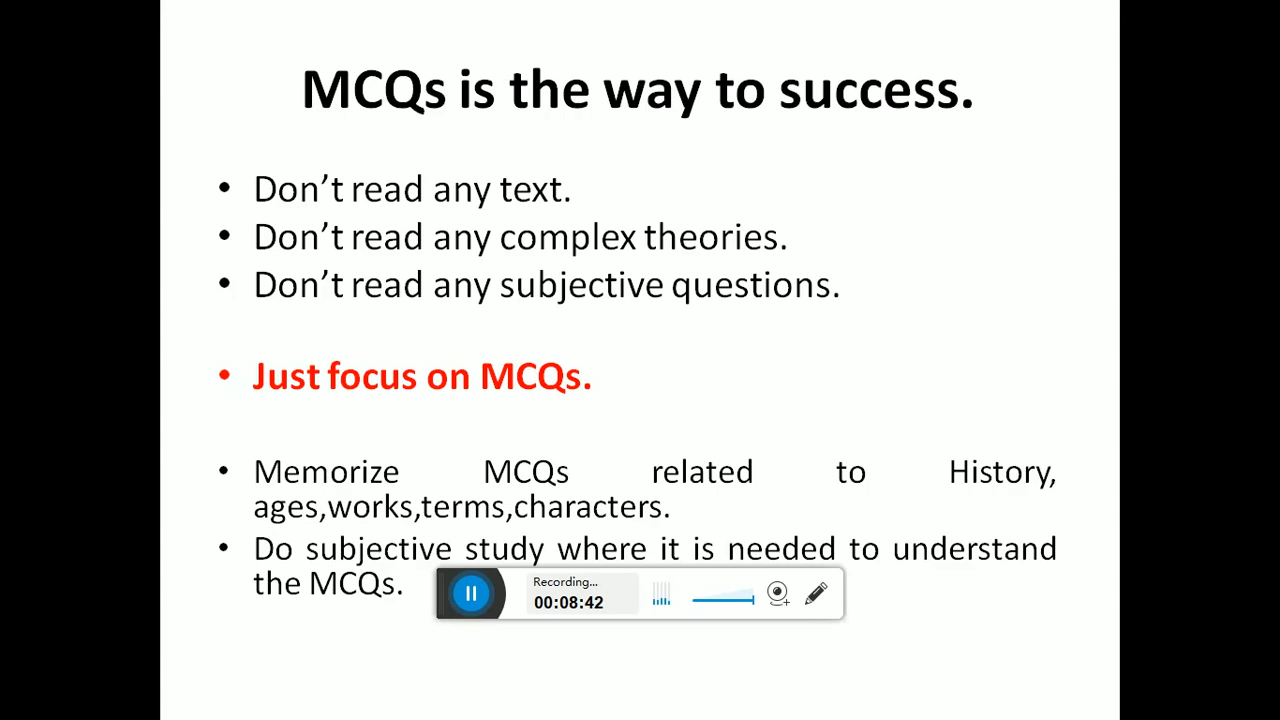 MCQs is the way to success.
• Don’t read any text.
• Don’t read any complex theories.
• Don’t read any subjective questions.
• Just focus on MCQs.
• Memorize MCQs related to History,
ages,works,terms,characters.
• Do subjective study where it is needed to understand
the MCQs.
Recording...
00:08:42